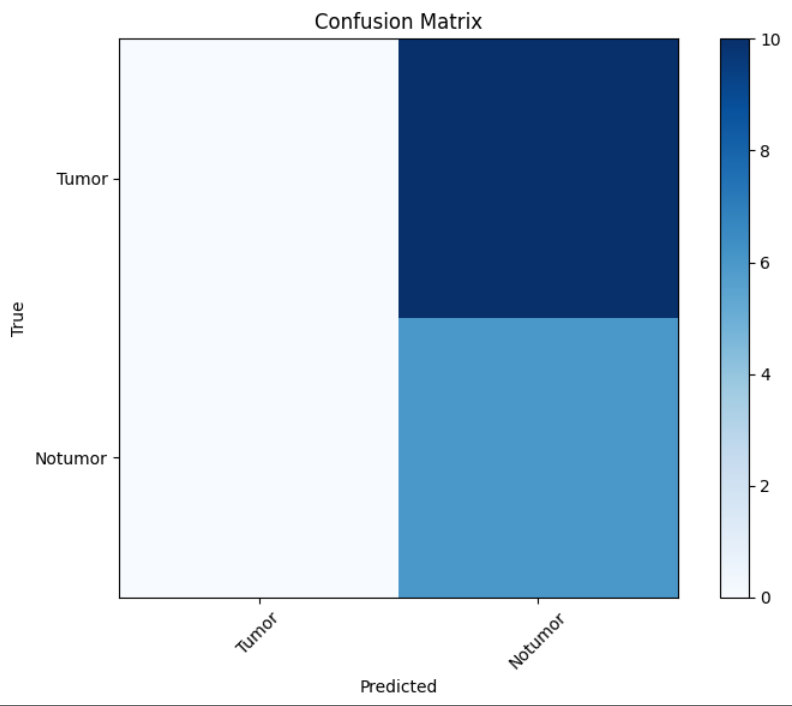 Confusion Matrix
True
Tumor
Notumor
Tumor
Notumor
Predicted
10
8
6
4
2
0